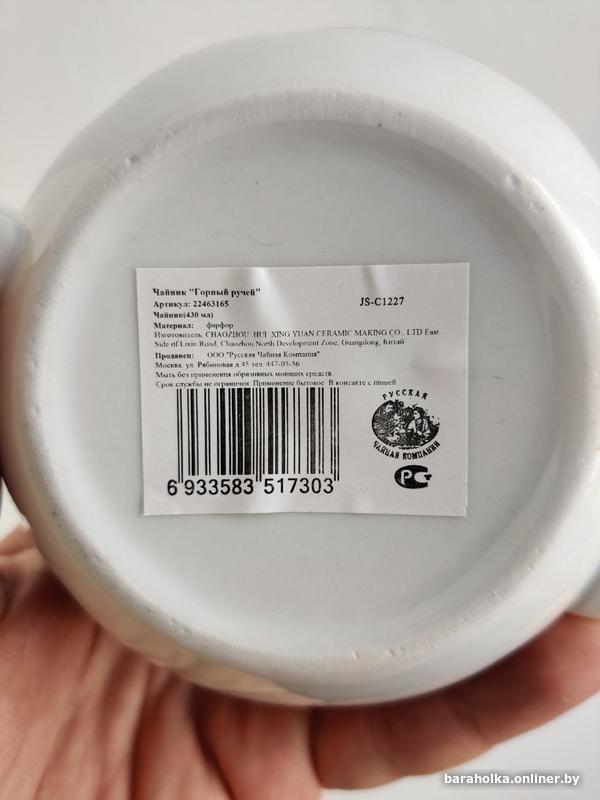 Чайник "Горный ручей"
Артикул: 22463165 JS-C1227
Чайник(430 мл)
Материал: фирфор
Изготовитель: CHAOZHOU HUI XING YUAN CERAMIC MAKING CO., LTD East
Side of Lixin Road, Chaozhou North Development Zone, Guangdong, Китай
Продавец: ООО "Русская Чайная Компания"
Москва, ул. Рябиновая д.45 тел. 447-05-56
Мыть без применения образивных моющих средств.
Срок службы не ограничен. Применение бытовое. В контакте с пищей
РУССКАЯ
ЧАЙНАЯ КОМПАНИЯ
РСТ
6 933583 517303
baraholka.onliner.by